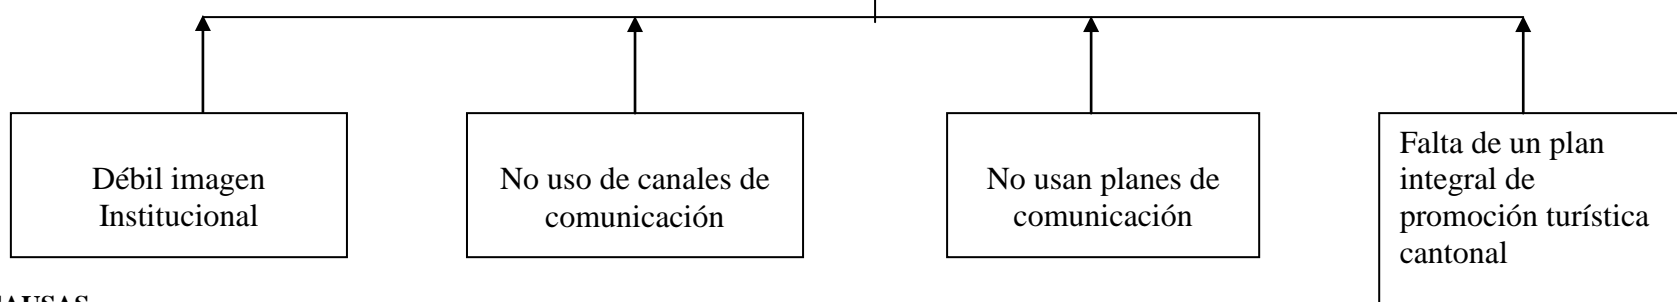 Débil imagen
Institucional
No uso de canales de
comunicación
No usan planes de
comunicación
Falta de un plan
integral de
promoción turística
cantonal
CAUSAS